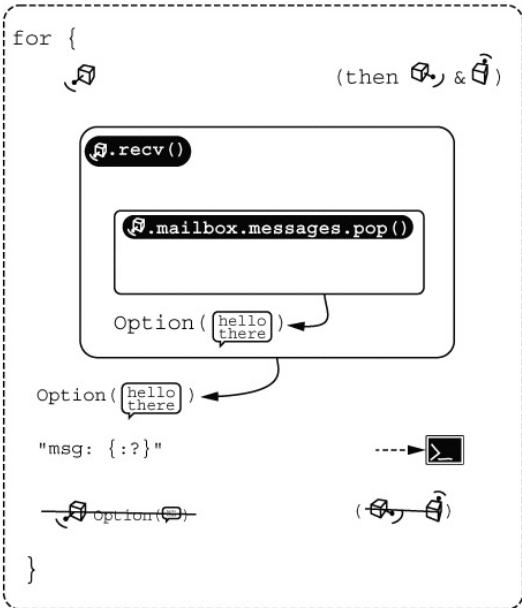 for {
(then & )
.recv()
.mailbox.messages.pop()
Option( hello there )
Option( hello there )
"msg: {:?}"
Option( )
( )
}